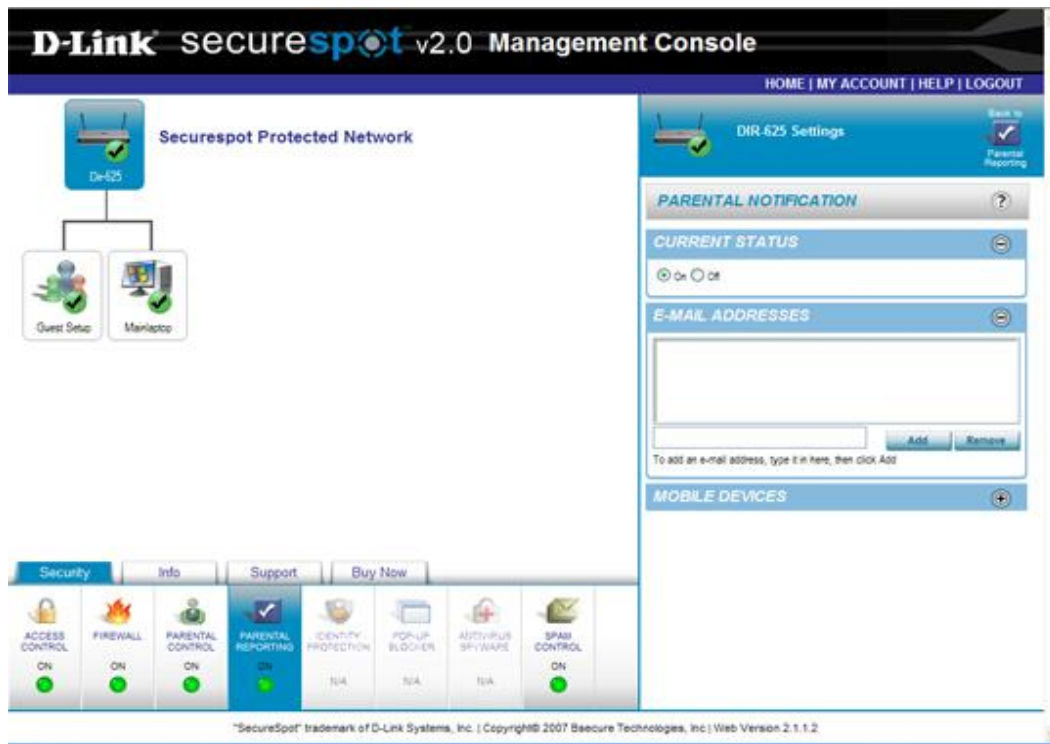 D-Link securespot v2.0 Management Console
HOME | MY ACCOUNT | HELP | LOGOUT
Securespot Protected Network
Dir-625
Guest Setup
Mainlaptop
DIR-625 Settings
Back to
Parental
Reporting
PARENTAL NOTIFICATION
?
CURRENT STATUS
On
Off
E-MAIL ADDRESSES
Add
Remove
To add an e-mail address, type it in here, then click Add
MOBILE DEVICES
Security
Info
Support
Buy Now
ACCESS
CONTROL
ON
FIREWALL
ON
PARENTAL
CONTROL
ON
PARENTAL
REPORTING
ON
IDENTITY
PROTECTION
N/A
POP-UP
BLOCKER
N/A
ANTIVIRUS
SPYWARE
N/A
SPAM
CONTROL
ON
"SecureSpot" trademark of D-Link Systems, Inc. | Copyright© 2007 Bsecure Technologies, Inc | Web Version 2.1.1.2